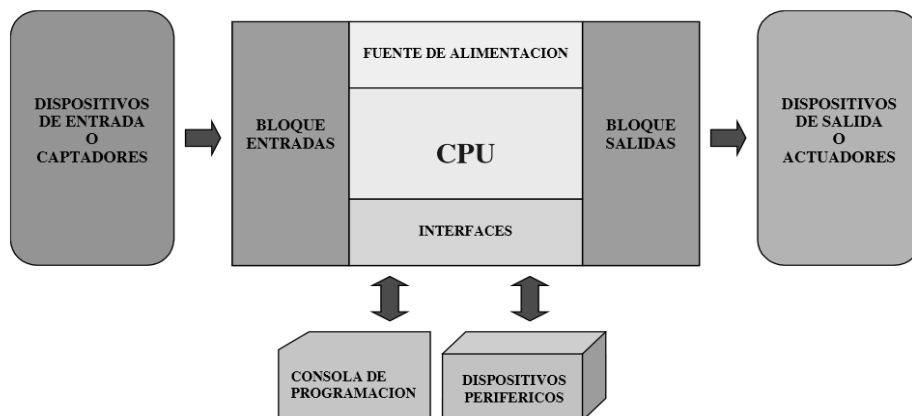 DISPOSITIVOS
DE ENTRADA
O
CAPTADORES
BLOQUE
ENTRADAS
FUENTE DE ALIMENTACION
CPU
INTERFACES
BLOQUE
SALIDAS
DISPOSITIVOS
DE SALIDA
O
ACTUADORES
CONSOLA DE
PROGRAMACION
DISPOSITIVOS
PERIFERICOS